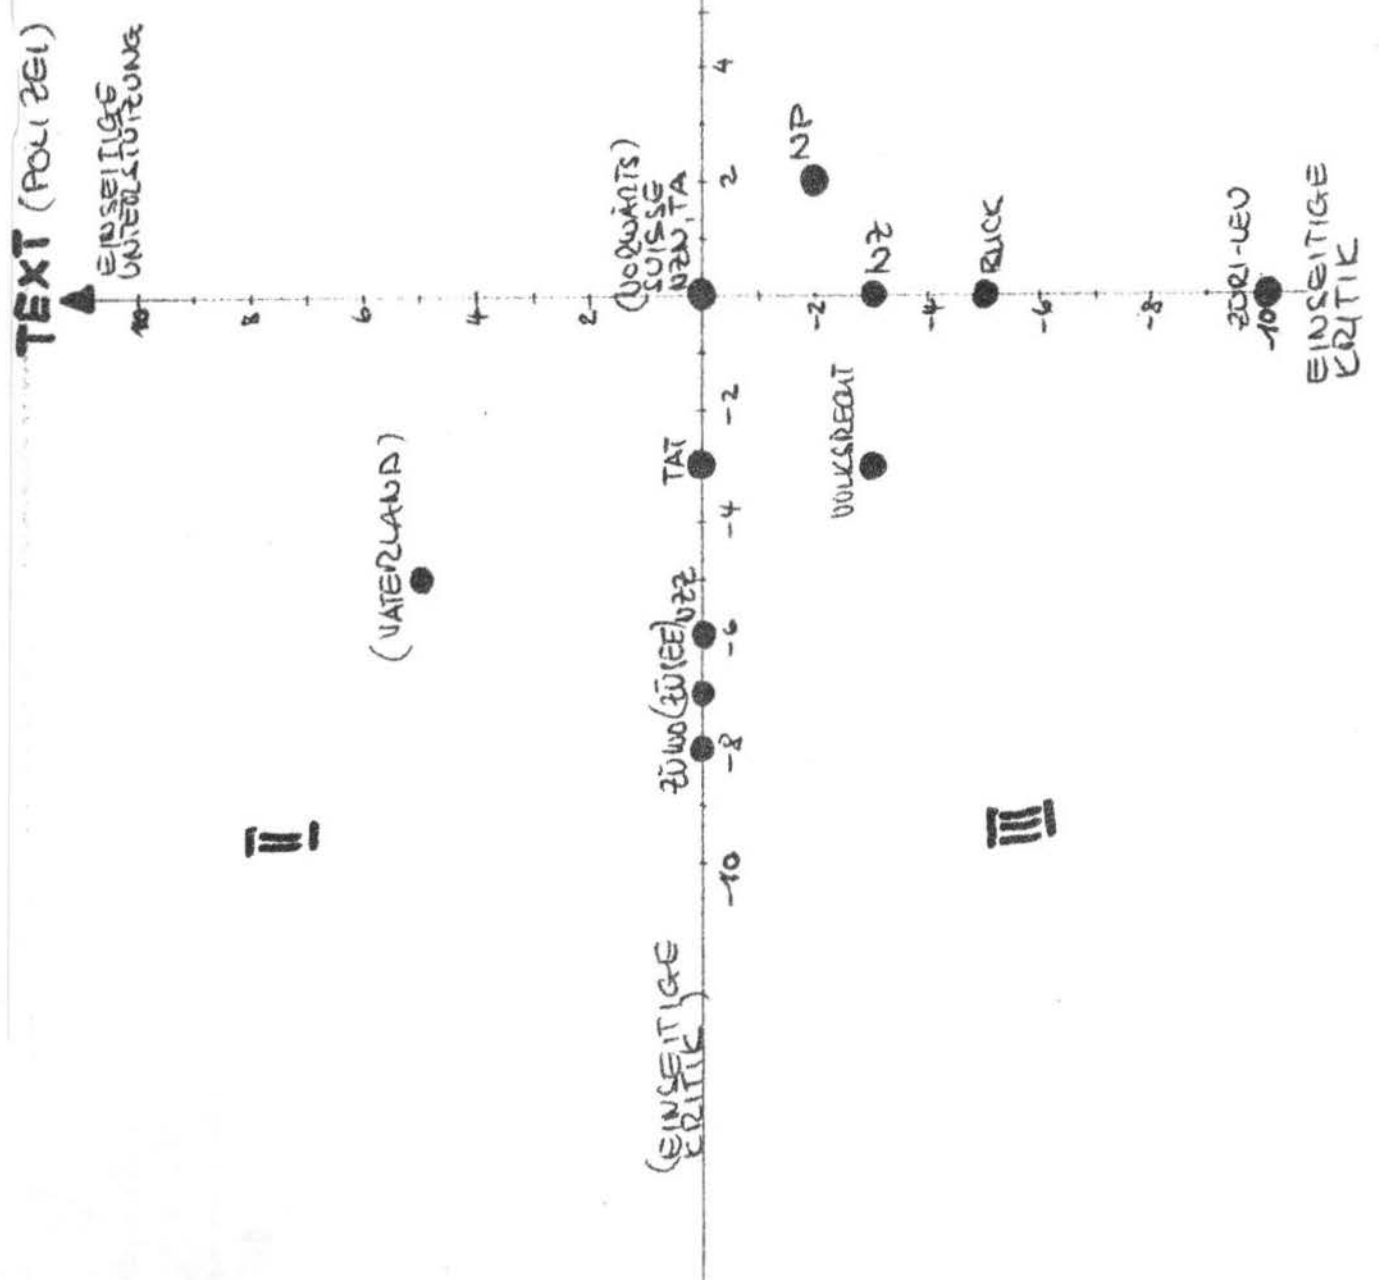 TEXT (POLIZEI)
EINSEITIGE
UNTERSTÜTZUNG
10
8
6
(VATERLAND)
4
2
II
(VORWÄRTS)
SUISSE
NZN, TA
TAT
VZZ
(ZÜSEE)
ZÜWO
(EINSEITIGE
KRITIK)
-10
-8
-6
-4
-2
2
4
NP
-2
VOLKSRECHT
NZ
-4
BLICK
-6
III
-8
ZÜRI-LEU
-10
EINSEITIGE
KRITIK